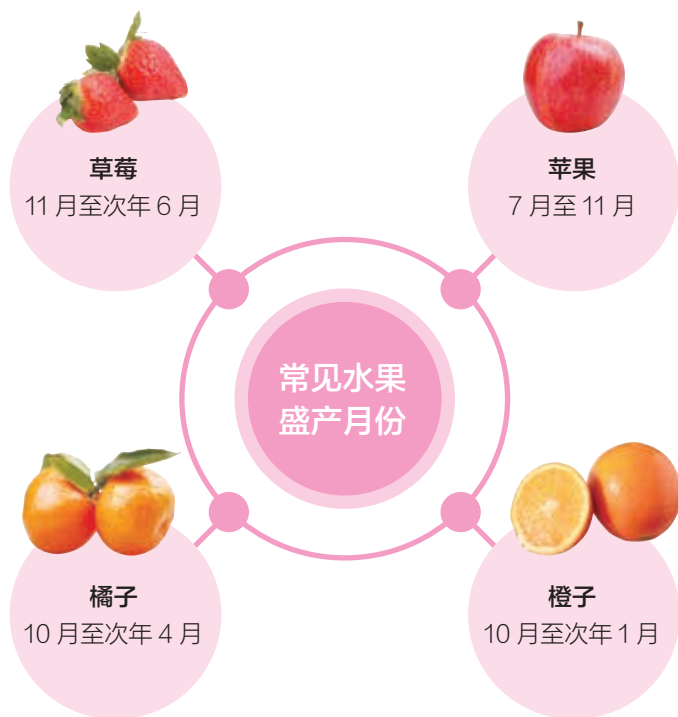 草莓
11 月至次年 6 月
苹果
7 月至 11 月
常见水果
盛产月份
橘子
10 月至次年 4 月
橙子
10 月至次年 1 月